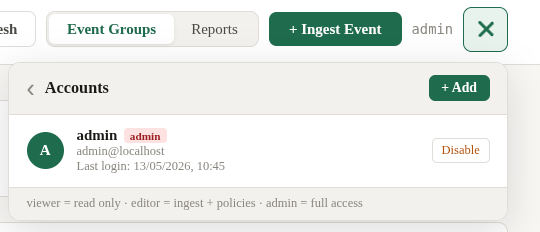 esh Event Groups Reports + Ingest Event admin
‹ Accounts + Add
A admin admin
admin@localhost Disable
Last login: 13/05/2026, 10:45
viewer = read only · editor = ingest + policies · admin = full access